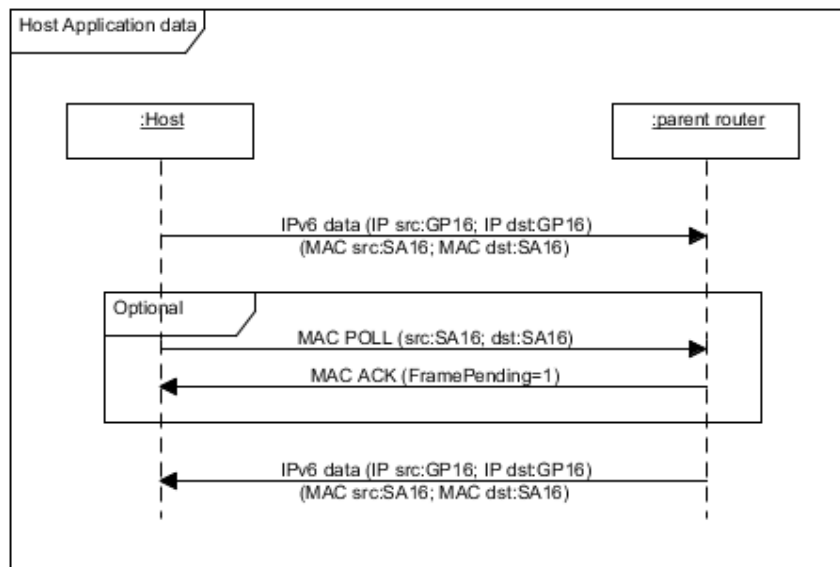 Host Application data
:Host
:parent router
IPv6 data (IP src:GP16; IP dst:GP16)
(MAC src:SA16; MAC dst:SA16)
Optional
MAC POLL (src:SA16; dst:SA16)
MAC ACK (FramePending=1)
IPv6 data (IP src:GP16; IP dst:GP16)
(MAC src:SA16; MAC dst:SA16)